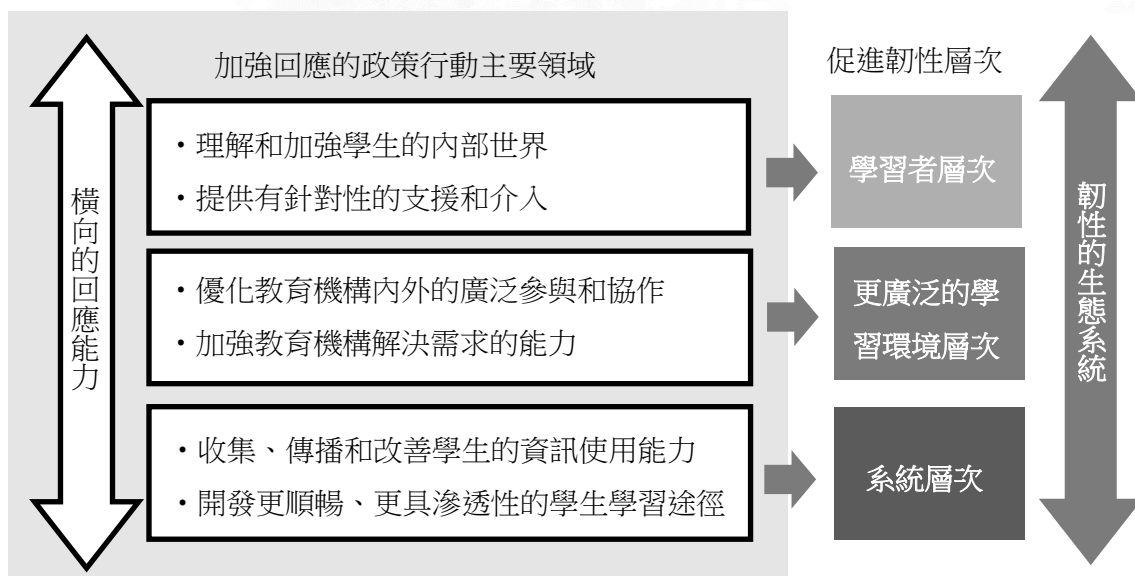 加強回應的政策行動主要領域
促進韌性層次
橫向的回應能力
・理解和加強學生的內部世界
・提供有針對性的支援和介入
學習者層次
・優化教育機構內外的廣泛參與和協作
・加強教育機構解決需求的能力
更廣泛的學
習環境層次
・收集、傳播和改善學生的資訊使用能力
・開發更順暢、更具滲透性的學生學習途徑
系統層次
韌性的生態系統